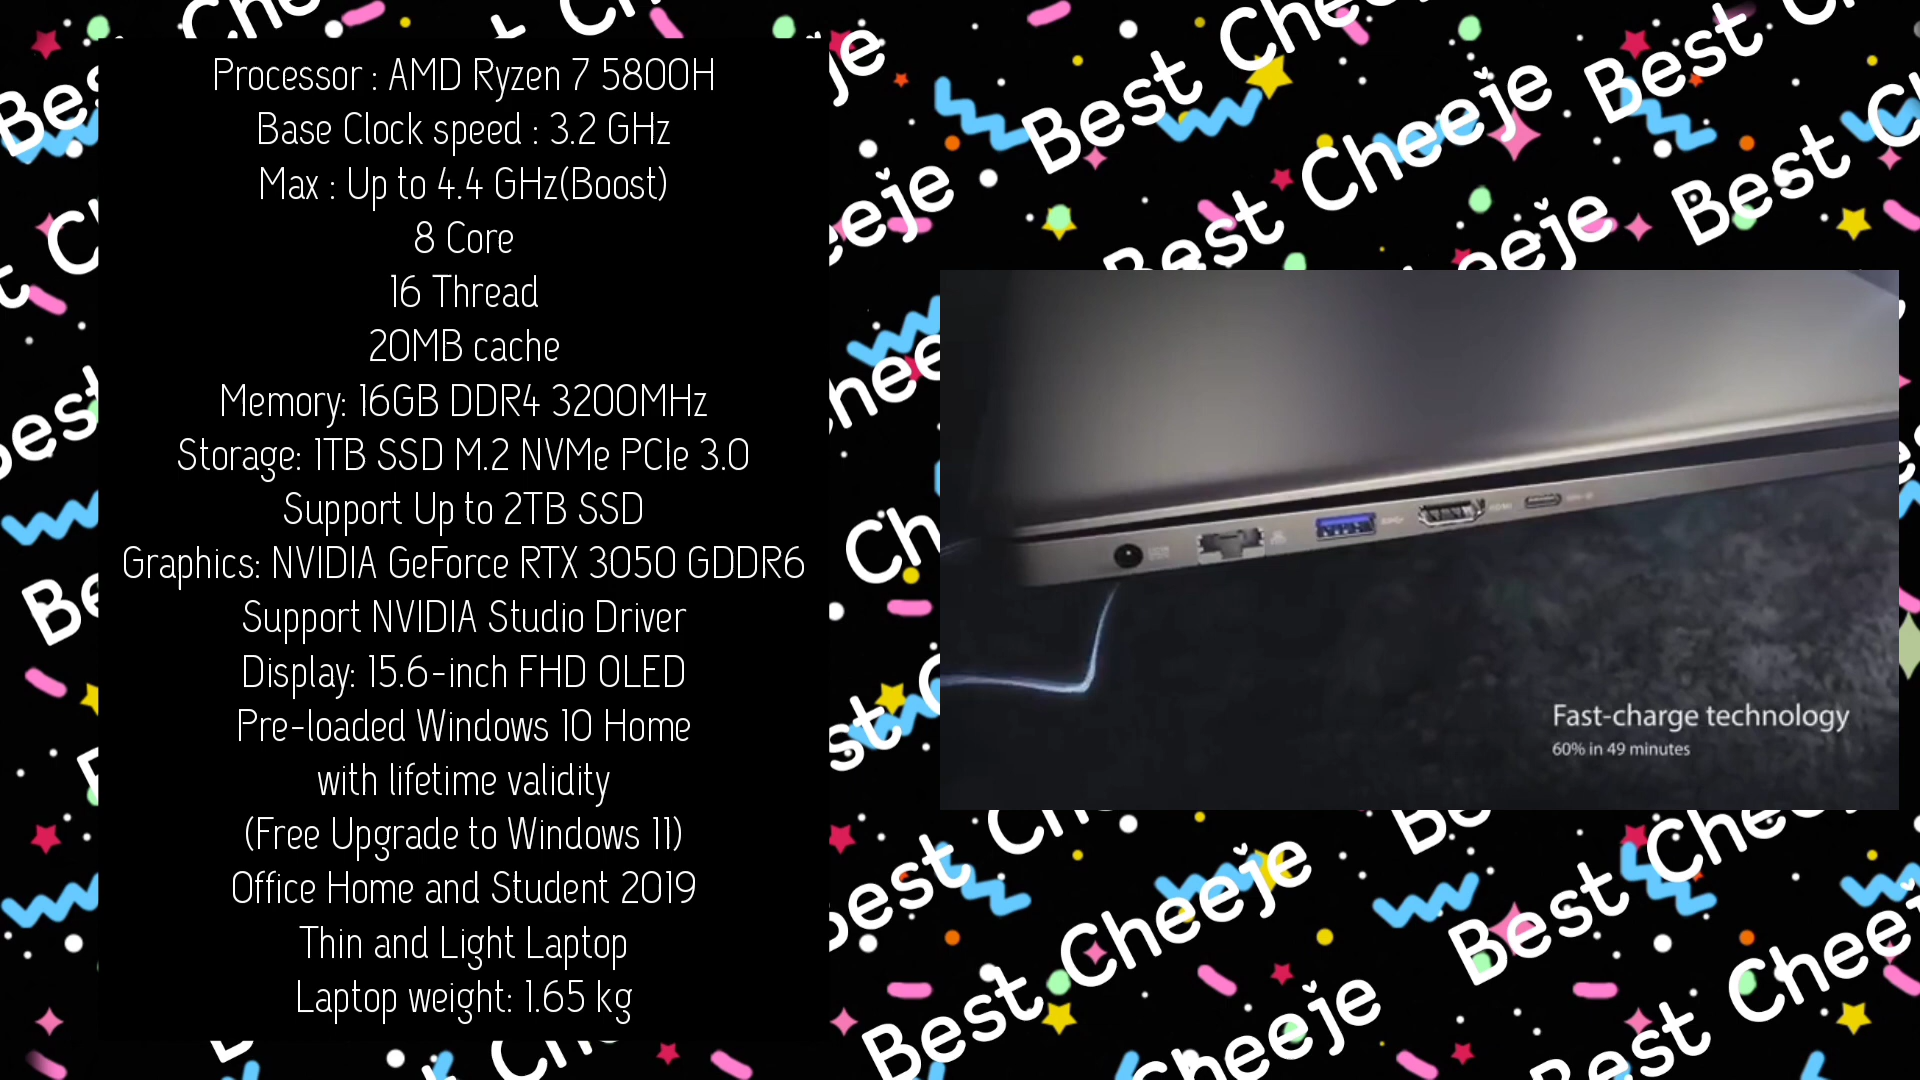 Processor : AMD Ryzen 7 5800H
Base Clock speed : 3.2 GHz
Max : Up to 4.4 GHz(Boost)
8 Core
16 Thread
20MB cache
Memory: 16GB DDR4 3200MHz
Storage: 1TB SSD M.2 NVMe PCIe 3.0
Support Up to 2TB SSD
Graphics: NVIDIA GeForce RTX 3050 GDDR6
Support NVIDIA Studio Driver
Display: 15.6-inch FHD OLED
Pre-loaded Windows 10 Home
with lifetime validity
(Free Upgrade to Windows 11)
Office Home and Student 2019
Thin and Light Laptop
Laptop weight: 1.65 kg
Fast-charge technology
60% in 49 minutes
Best Cheeje
Best Cheeje
Best Cheeje
Best Cheeje
Best Cheeje